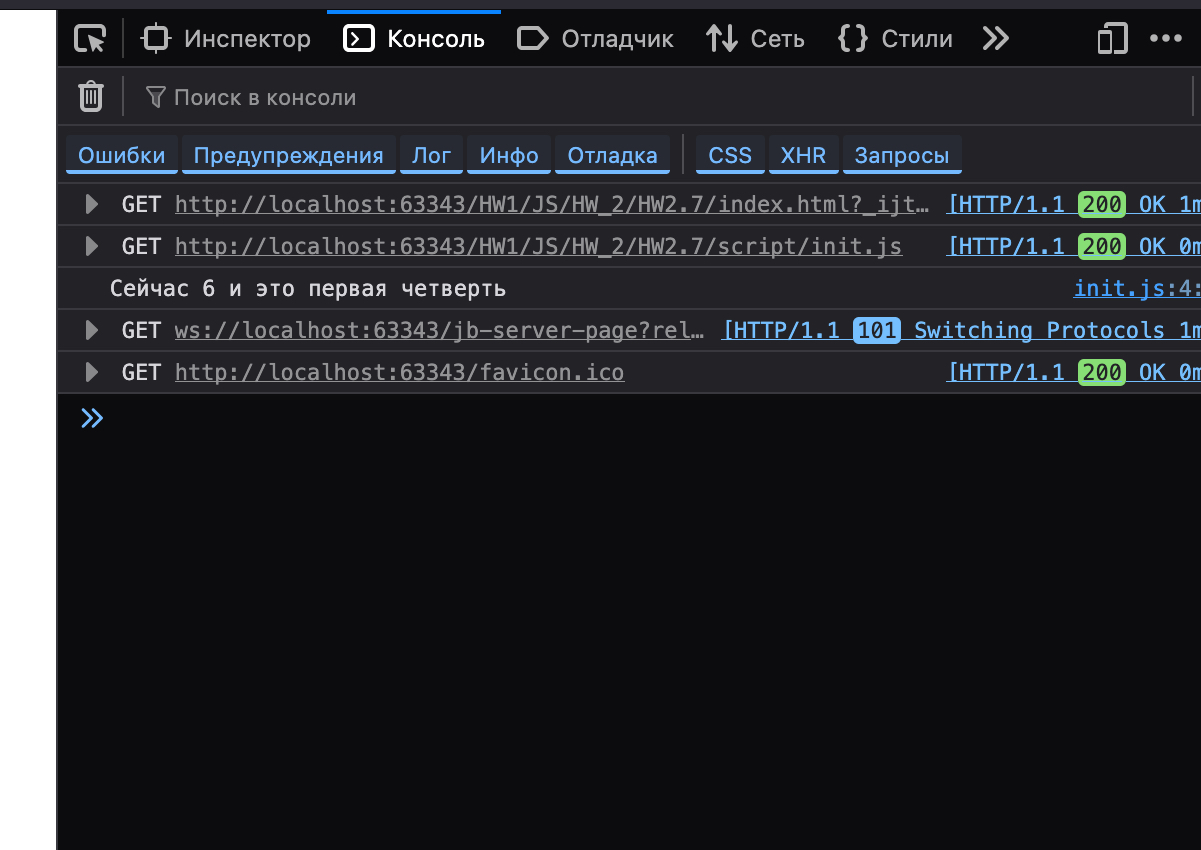 Инспектор Консоль Отладчик Сеть Стили
Поиск в консоли
Ошибки Предупреждения Лог Инфо Отладка CSS XHR Запросы
GET http://localhost:63343/HW1/JS/HW_2/HW2.7/index.html?_ijt… [HTTP/1.1 200 OK 1m
GET http://localhost:63343/HW1/JS/HW_2/HW2.7/script/init.js [HTTP/1.1 200 OK 0m
Сейчас 6 и это первая четверть init.js:4:
GET ws://localhost:63343/jb-server-page?rel… [HTTP/1.1 101 Switching Protocols 1m
GET http://localhost:63343/favicon.ico [HTTP/1.1 200 OK 0m